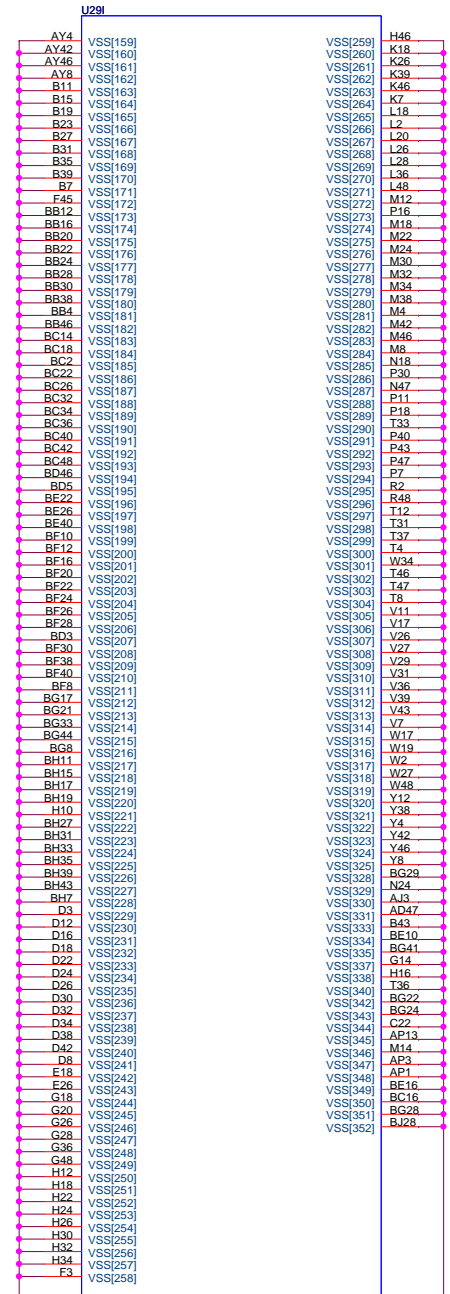 U29I
AY4 VSS[159]
AY42 VSS[160]
AY46 VSS[161]
AY8 VSS[162]
B11 VSS[163]
B15 VSS[164]
B19 VSS[165]
B23 VSS[166]
B27 VSS[167]
B31 VSS[168]
B35 VSS[169]
B39 VSS[170]
B7 VSS[171]
F45 VSS[172]
BB12 VSS[173]
BB16 VSS[174]
BB20 VSS[175]
BB22 VSS[176]
BB24 VSS[177]
BB28 VSS[178]
BB30 VSS[179]
BB38 VSS[180]
BB4 VSS[181]
BB46 VSS[182]
BC14 VSS[183]
BC18 VSS[184]
BC2 VSS[185]
BC22 VSS[186]
BC26 VSS[187]
BC32 VSS[188]
BC34 VSS[189]
BC36 VSS[190]
BC40 VSS[191]
BC42 VSS[192]
BC48 VSS[193]
BD46 VSS[194]
BD5 VSS[195]
BE22 VSS[196]
BE26 VSS[197]
BE40 VSS[198]
BF10 VSS[199]
BF12 VSS[200]
BF16 VSS[201]
BF20 VSS[202]
BF22 VSS[203]
BF24 VSS[204]
BF26 VSS[205]
BF28 VSS[206]
BD3 VSS[207]
BF30 VSS[208]
BF38 VSS[209]
BF40 VSS[210]
BF8 VSS[211]
BG17 VSS[212]
BG21 VSS[213]
BG33 VSS[214]
BG44 VSS[215]
BG8 VSS[216]
BH11 VSS[217]
BH15 VSS[218]
BH17 VSS[219]
BH19 VSS[220]
H10 VSS[221]
BH27 VSS[222]
BH31 VSS[223]
BH33 VSS[224]
BH35 VSS[225]
BH39 VSS[226]
BH43 VSS[227]
BH7 VSS[228]
D3 VSS[229]
D12 VSS[230]
D16 VSS[231]
D18 VSS[232]
D22 VSS[233]
D24 VSS[234]
D26 VSS[235]
D30 VSS[236]
D32 VSS[237]
D34 VSS[238]
D38 VSS[239]
D42 VSS[240]
D8 VSS[241]
E18 VSS[242]
E26 VSS[243]
G18 VSS[244]
G20 VSS[245]
G26 VSS[246]
G28 VSS[247]
G36 VSS[248]
G48 VSS[249]
H12 VSS[250]
H18 VSS[251]
H22 VSS[252]
H24 VSS[253]
H26 VSS[254]
H30 VSS[255]
H32 VSS[256]
H34 VSS[257]
F3 VSS[258]
VSS[259] H46
VSS[260] K18
VSS[261] K26
VSS[262] K39
VSS[263] K46
VSS[264] K7
VSS[265] L18
VSS[266] L2
VSS[267] L20
VSS[268] L26
VSS[269] L28
VSS[270] L36
VSS[271] L48
VSS[272] M12
VSS[273] P16
VSS[274] M18
VSS[275] M22
VSS[276] M24
VSS[277] M30
VSS[278] M32
VSS[279] M34
VSS[280] M38
VSS[281] M4
VSS[282] M42
VSS[283] M46
VSS[284] M8
VSS[285] N18
VSS[286] P30
VSS[287] N47
VSS[288] P11
VSS[289] P18
VSS[290] T33
VSS[291] P40
VSS[292] P43
VSS[293] P47
VSS[294] P7
VSS[295] R2
VSS[296] R48
VSS[297] T12
VSS[298] T31
VSS[299] T37
VSS[300] T4
VSS[301] W34
VSS[302] T46
VSS[303] T47
VSS[304] T8
VSS[305] V11
VSS[306] V17
VSS[307] V26
VSS[308] V27
VSS[309] V29
VSS[310] V31
VSS[311] V36
VSS[312] V39
VSS[313] V43
VSS[314] V7
VSS[315] W17
VSS[316] W19
VSS[317] W2
VSS[318] W27
VSS[319] W48
VSS[320] Y12
VSS[321] Y38
VSS[322] Y4
VSS[323] Y42
VSS[324] Y46
VSS[325] Y8
VSS[328] BG29
VSS[329] N24
VSS[330] AJ3
VSS[331] AD47
VSS[333] B43
VSS[334] BE10
VSS[335] BG41
VSS[337] G14
VSS[338] H16
VSS[340] T36
VSS[342] BG22
VSS[343] BG24
VSS[344] C22
VSS[345] AP13
VSS[346] M14
VSS[347] AP3
VSS[348] AP1
VSS[349] BE16
VSS[350] BC16
VSS[351] BG28
VSS[352] BJ28